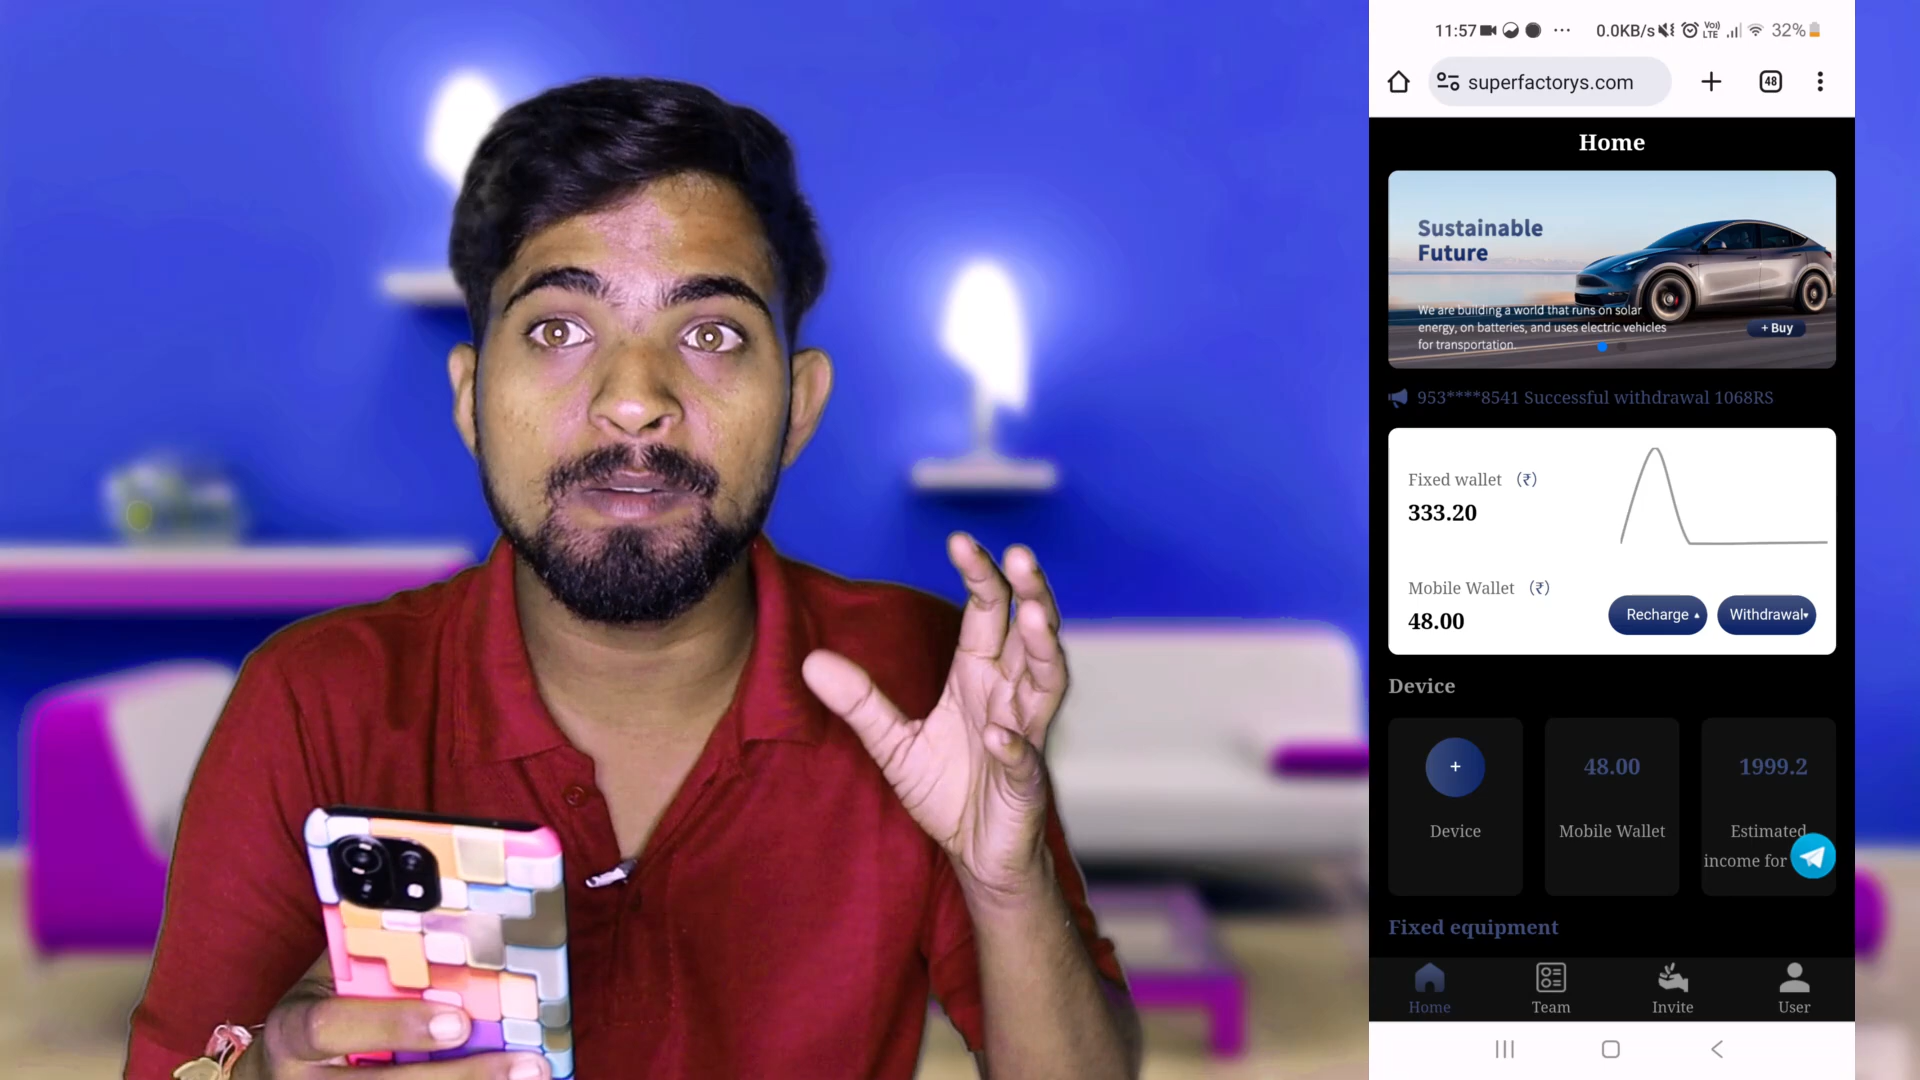 11:57 ... 0.0KB/s Vo) LTE 32%
superfactorys.com + 48
Home
Sustainable
Future
We are building a world that runs on solar
energy, on batteries, and uses electric vehicles
for transportation.
+ Buy
953****8541 Successful withdrawal 1068RS
Fixed wallet (₹)
333.20
Mobile Wallet (₹)
48.00
Recharge
Withdrawal
Device
+
48.00
1999.2
Device
Mobile Wallet
Estimated
income for
Fixed equipment
Home
Team
Invite
User